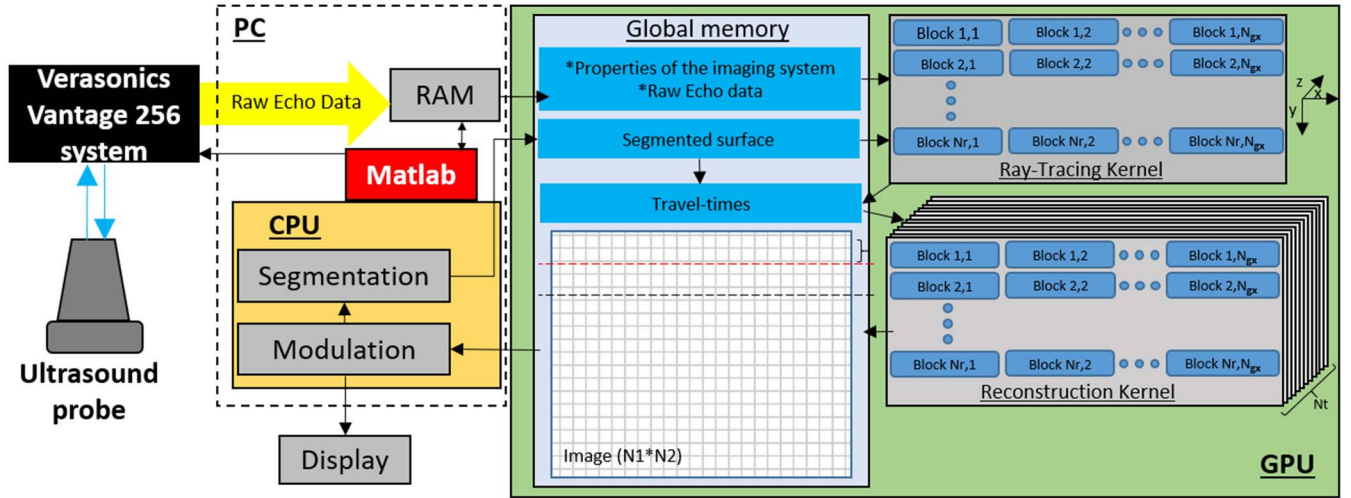 PC
Verasonics
Vantage 256
system
Raw Echo Data
RAM
Matlab
CPU
Segmentation
Modulation
Display
Ultrasound
probe
Global memory
*Properties of the imaging system
*Raw Echo data
Segmented surface
Travel-times
Image (N1*N2)
Block 1,1 Block 1,2 Block 1,Ngx
Block 2,1 Block 2,2 Block 2,Ngx
Block Nr,1 Block Nr,2 Block Nr,Ngx
Ray-Tracing Kernel
z
x
y
Block 1,1 Block 1,2 Block 1,Ngx
Block 2,1 Block 2,2 Block 2,Ngx
Block Nr,1 Block Nr,2 Block Nr,Ngx
Reconstruction Kernel
Nt
GPU